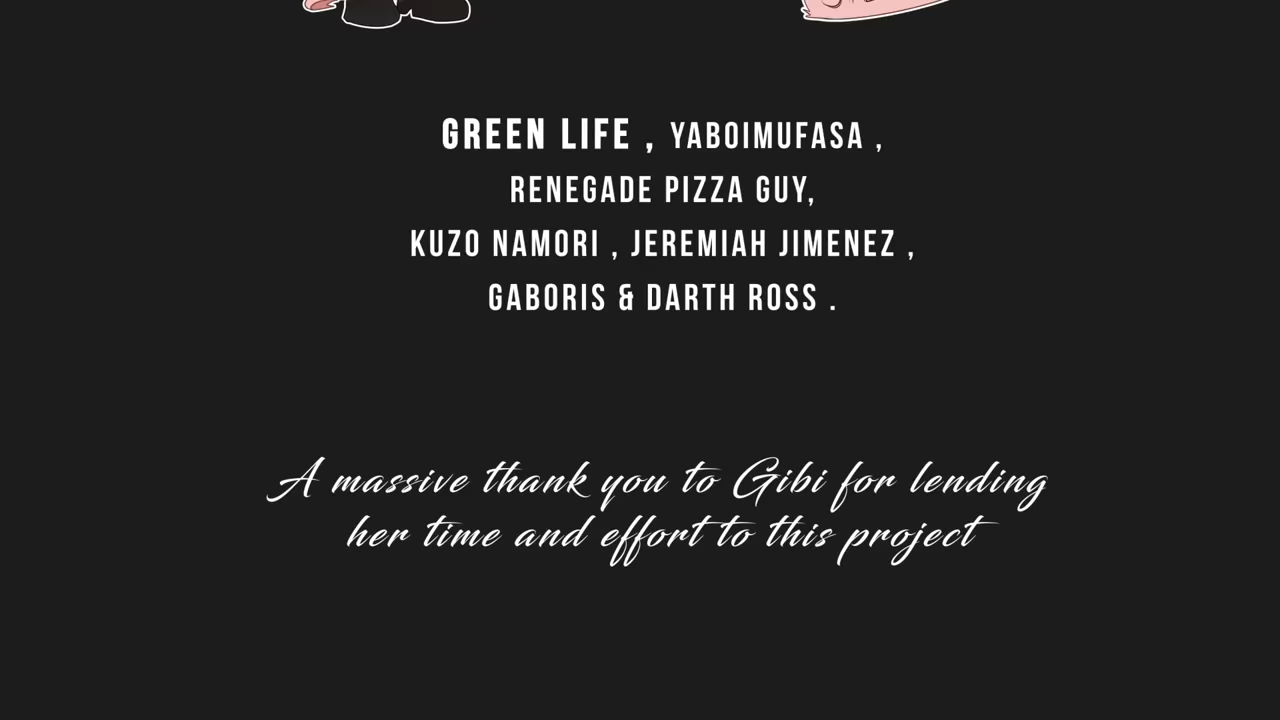 GREEN LIFE , YABOIMUFASA ,
RENEGADE PIZZA GUY,
KUZO NAMORI , JEREMIAH JIMENEZ ,
GABORIS & DARTH ROSS .
A massive thank you to Gibi for lending
her time and effort to this project